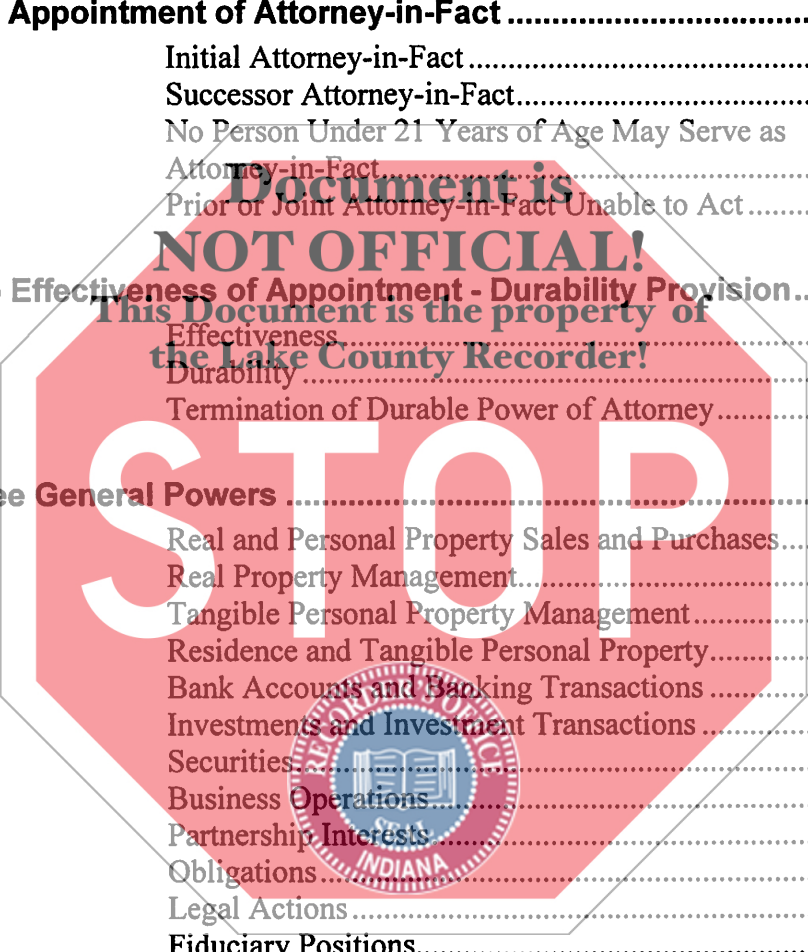 Appointment of Attorney-in-Fact
Initial Attorney-in-Fact
Successor Attorney-in-Fact
No Person Under 21 Years of Age May Serve as
Attorney-in-Fact
Document is
Prior or Joint Attorney-in-Fact Unable to Act
NOT OFFICIAL!
Effectiveness of Appointment - Durability Provision
This Document is the property of
Effectiveness
the Lake County Recorder!
Durability
Termination of Durable Power of Attorney
STOP
ee General Powers
Real and Personal Property Sales and Purchases
Real Property Management
Tangible Personal Property Management
Residence and Tangible Personal Property
Bank Accounts and Banking Transactions
Investments and Investment Transactions
Securities
Business Operations
Partnership Interests
Obligations
Legal Actions
Fiduciary Positions
RECORDER'S OFFICE
SEAL
INDIANA